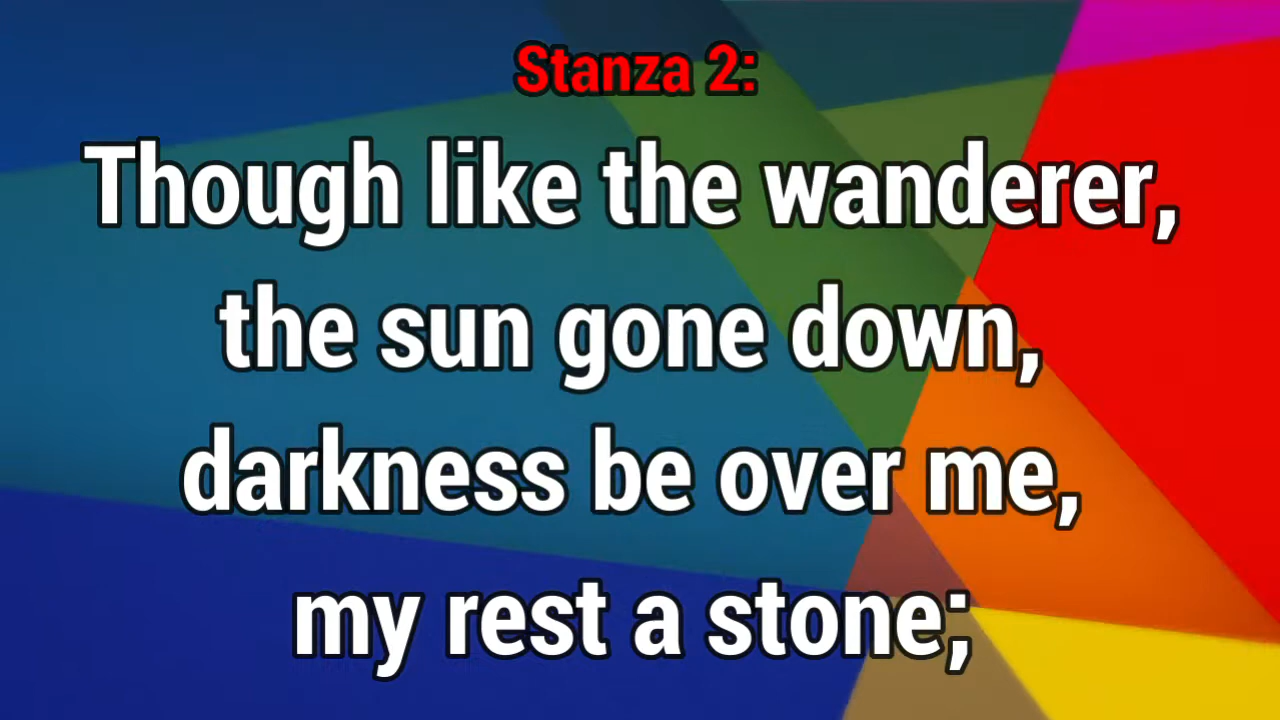 Stanza 2:
Though like the wanderer,
the sun gone down,
darkness be over me,
my rest a stone;